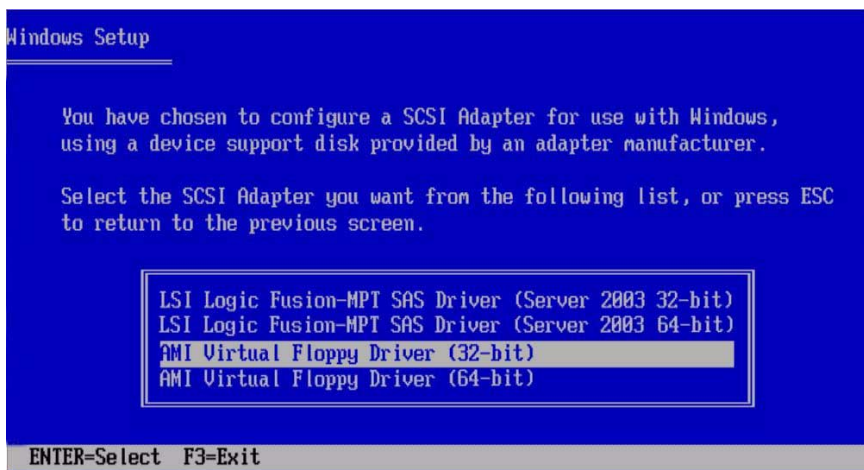 Windows Setup
You have chosen to configure a SCSI Adapter for use with Windows,
using a device support disk provided by an adapter manufacturer.
Select the SCSI Adapter you want from the following list, or press ESC
to return to the previous screen.
LSI Logic Fusion-MPT SAS Driver (Server 2003 32-bit)
LSI Logic Fusion-MPT SAS Driver (Server 2003 64-bit)
AMI Virtual Floppy Driver (32-bit)
AMI Virtual Floppy Driver (64-bit)
ENTER=Select F3=Exit